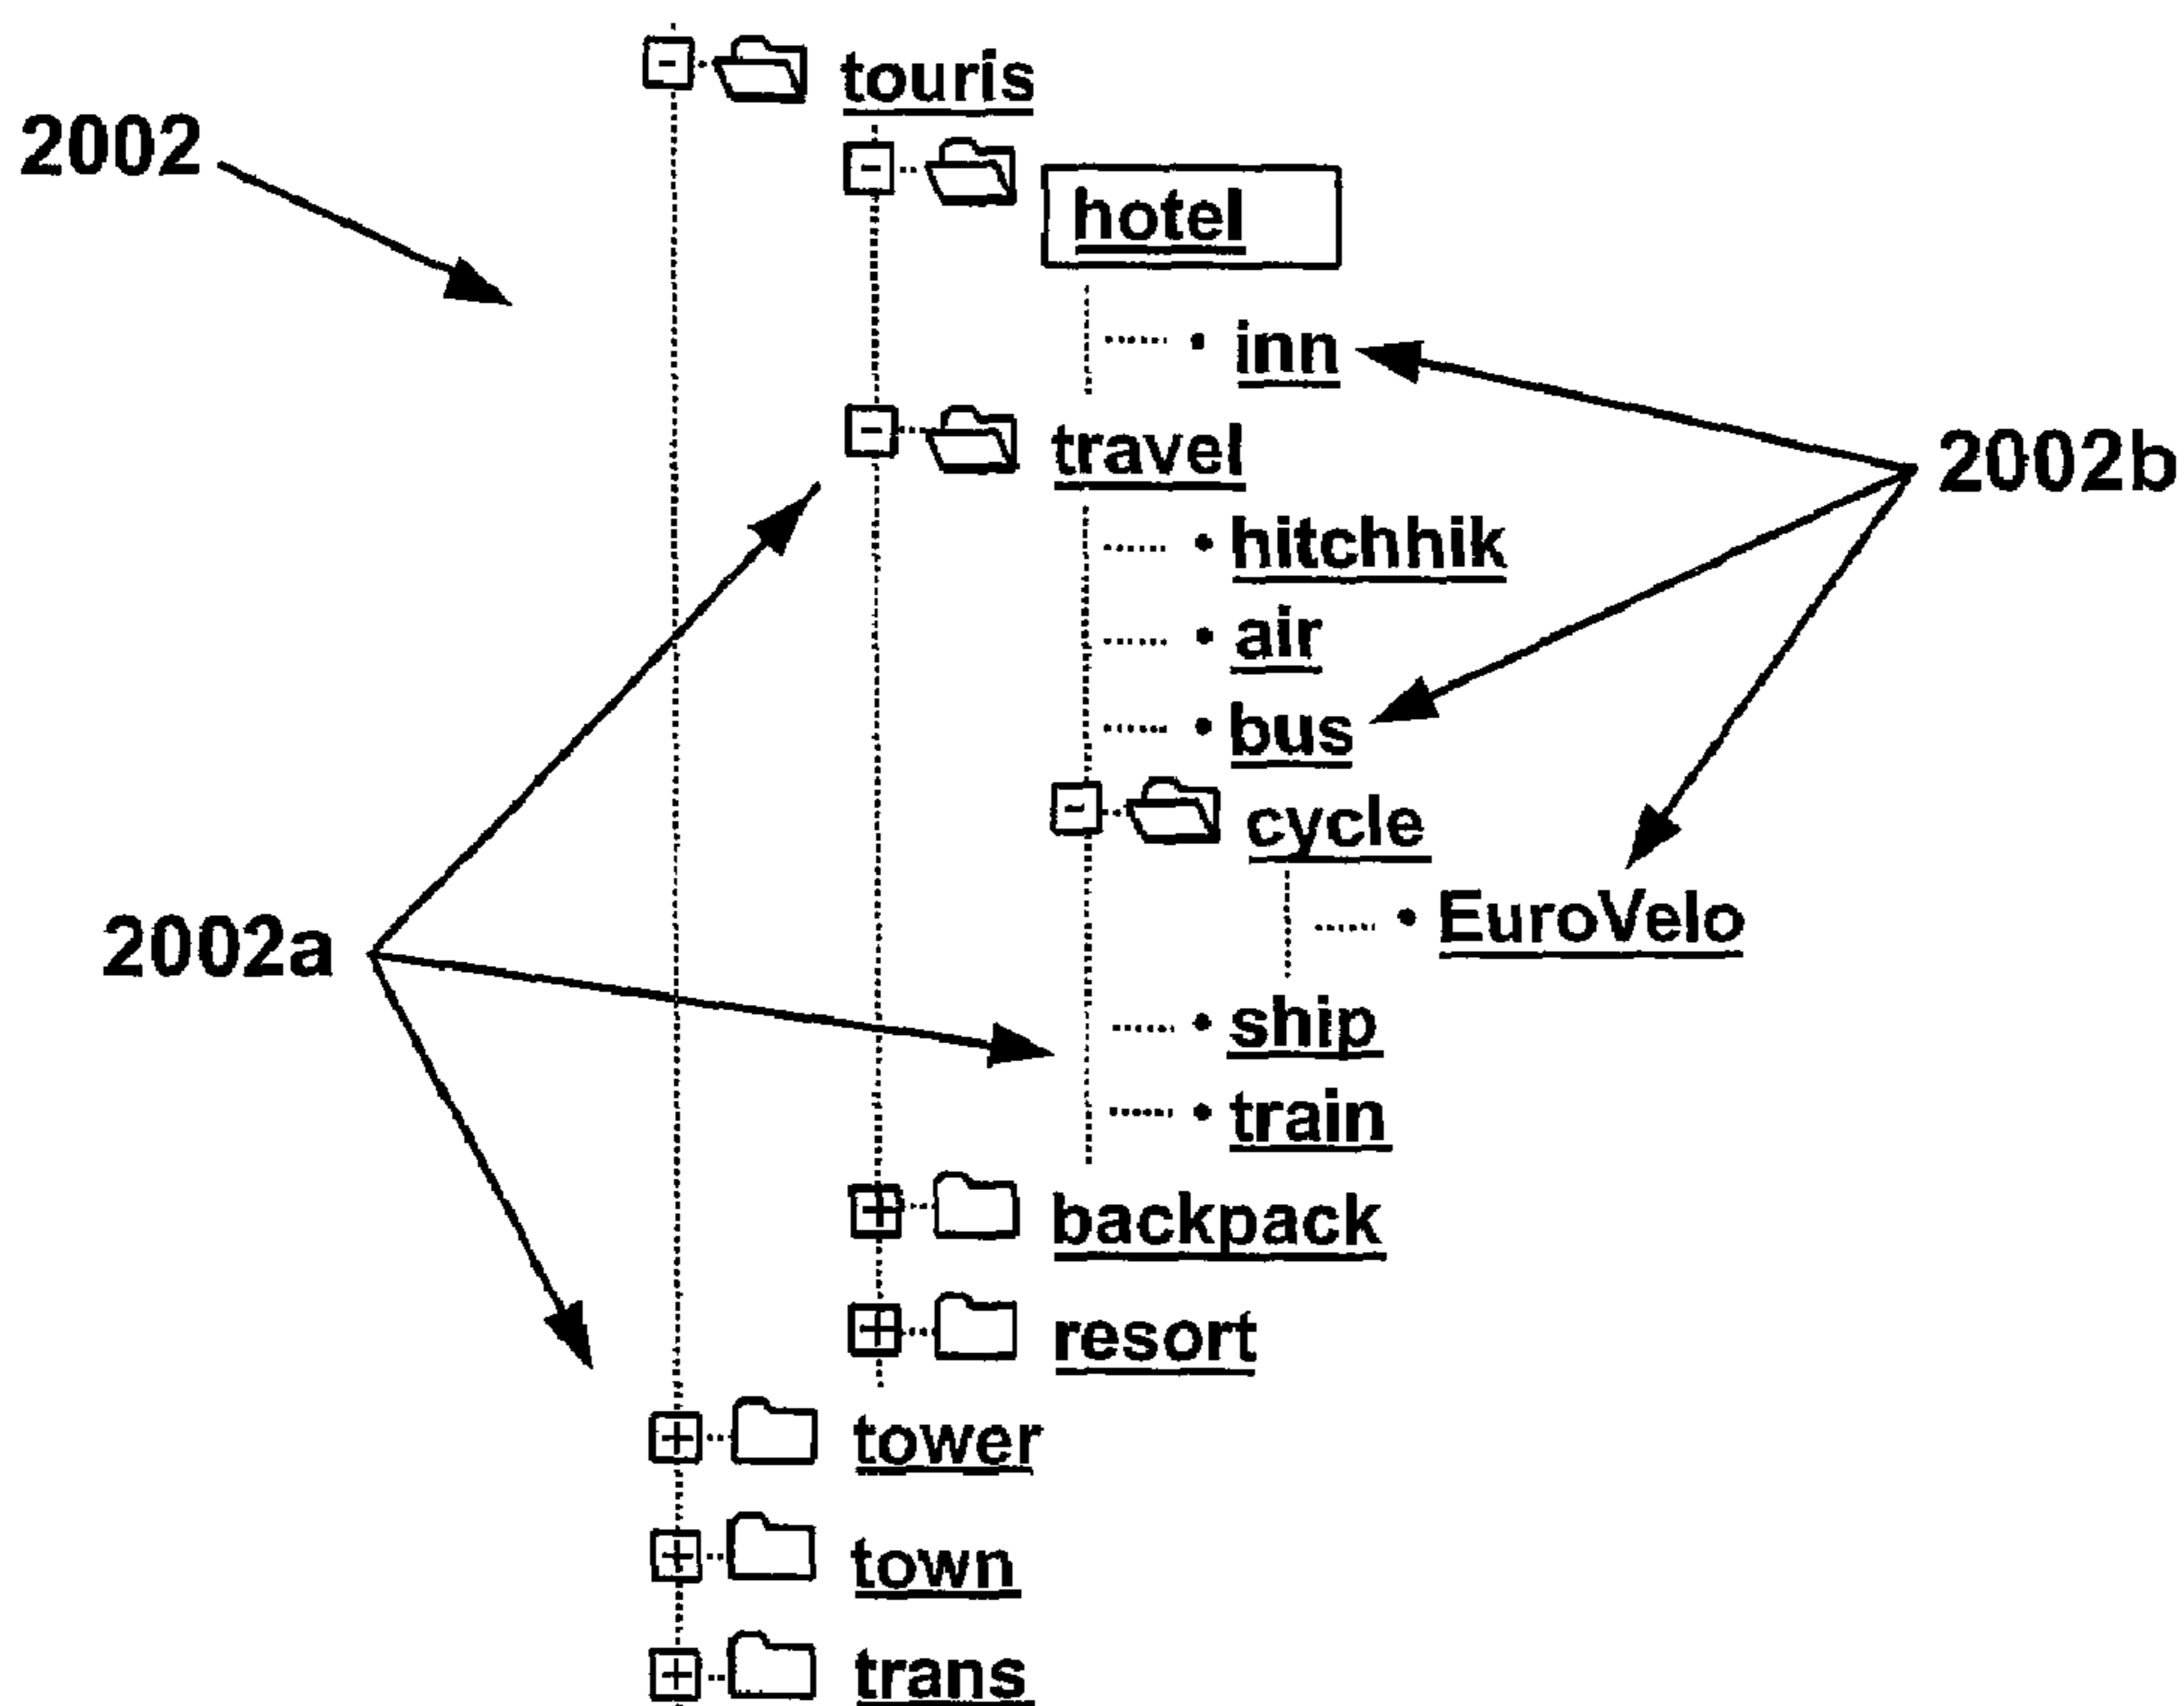 touris
2002
hotel
inn
travel
2002b
hitchhik
air
bus
cycle
EuroVelo
2002a
ship
train
backpack
resort
tower
town
trans